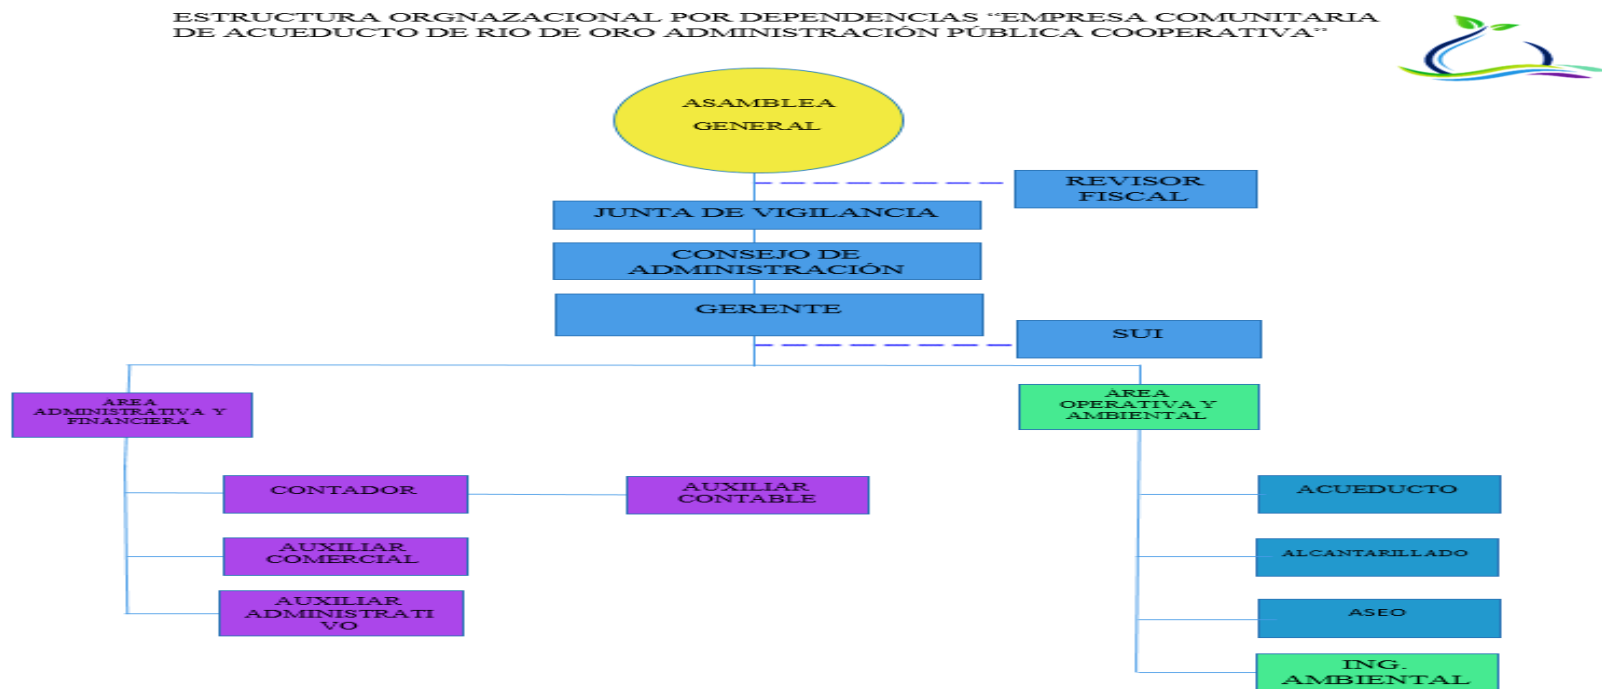 ESTRUCTURA ORGNAZACIONAL POR DEPENDENCIAS “EMPRESA COMUNITARIA
DE ACUEDUCTO DE RIO DE ORO ADMINISTRACIÓN PÚBLICA COOPERATIVA”
ASAMBLEA
GENERAL
REVISOR
FISCAL
JUNTA DE VIGILANCIA
CONSEJO DE
ADMINISTRACIÓN
GERENTE
SUI
AREA
ADMINISTRATIVA Y
FINANCIERA
ÁREA
OPERATIVA Y
AMBIENTAL
CONTADOR
AUXILIAR
CONTABLE
ACUEDUCTO
AUXILIAR
COMERCIAL
ALCANTARILLADO
AUXILIAR
ADMINISTRATI
VO
ASEO
ING.
AMBIENTAL